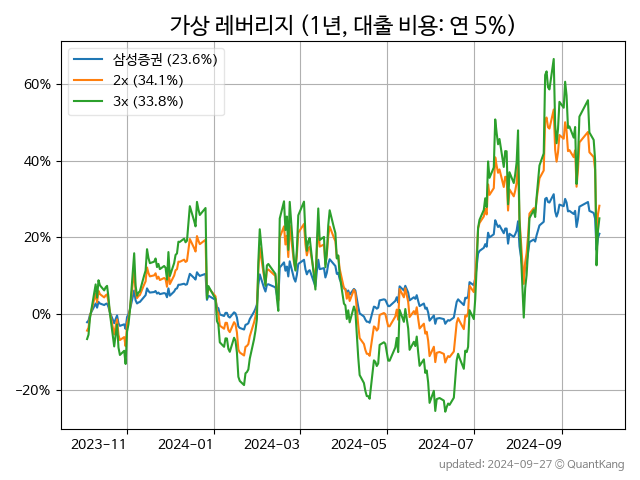 가상 레버리지 (1년, 대출 비용: 연 5%)
삼성증권 (23.6%)
2x (34.1%)
3x (33.8%)
60%
40%
20%
0%
−20%
2023-11 2024-01 2024-03 2024-05 2024-07 2024-09
updated: 2024-09-27 ⓒ QuantKang